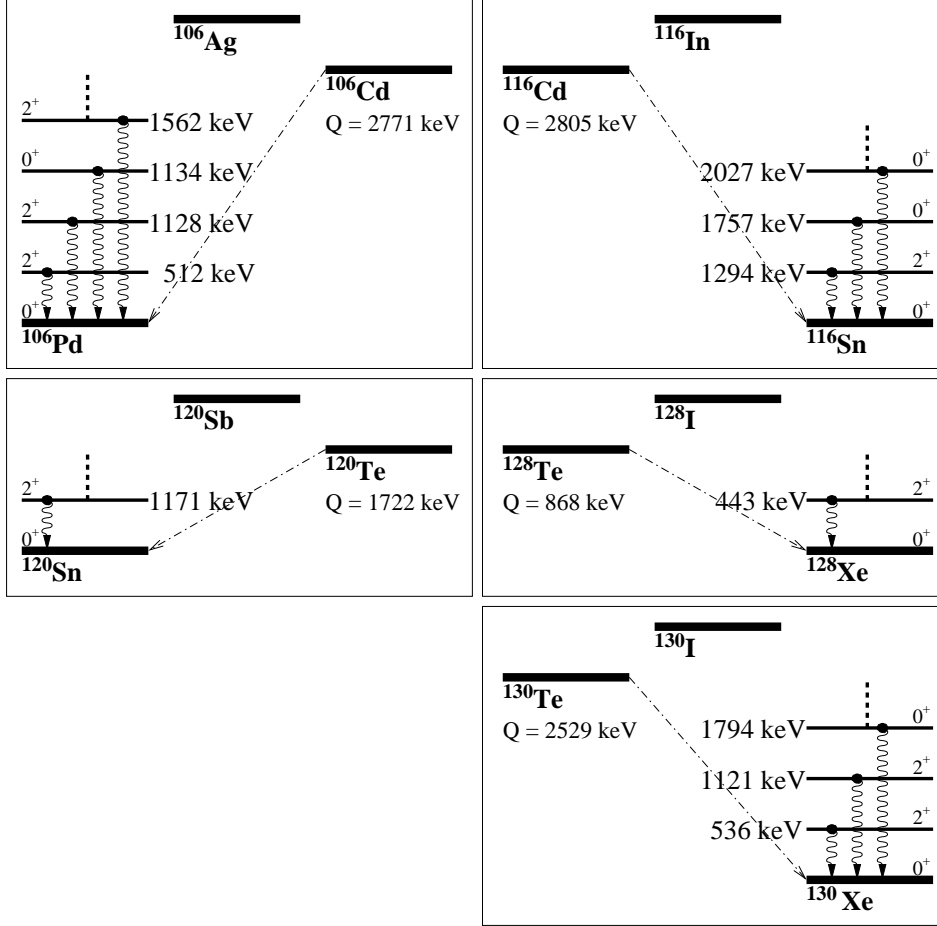 ¹⁰⁶Ag
¹⁰⁶Cd
Q = 2771 keV
2⁺ 1562 keV
0⁺ 1134 keV
2⁺ 1128 keV
2⁺ 512 keV
0⁺
¹⁰⁶Pd
¹¹⁶In
¹¹⁶Cd
Q = 2805 keV
2027 keV 0⁺
1757 keV 0⁺
1294 keV 2⁺
0⁺
¹¹⁶Sn
¹²⁰Sb
¹²⁰Te
Q = 1722 keV
2⁺ 1171 keV
0⁺
¹²⁰Sn
¹²⁸I
¹²⁸Te
Q = 868 keV
443 keV 2⁺
0⁺
¹²⁸Xe
¹³⁰I
¹³⁰Te
Q = 2529 keV
1794 keV 0⁺
1121 keV 2⁺
536 keV 2⁺
0⁺
¹³⁰Xe